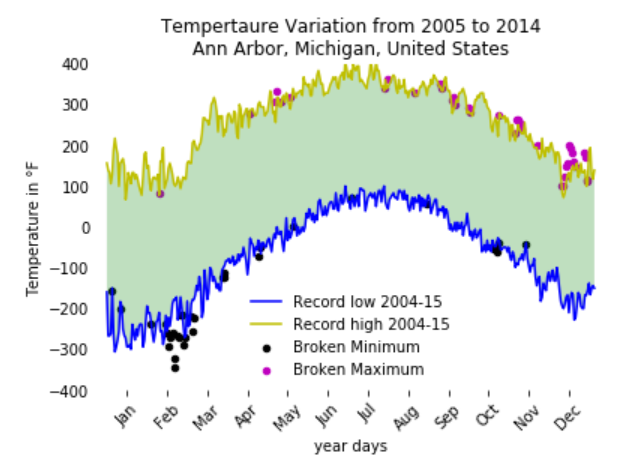 Tempertaure Variation from 2005 to 2014
Ann Arbor, Michigan, United States
400
300
200
100
0
−100
−200
−300
−400
Temperature in °F
Record low 2004-15
Record high 2004-15
Broken Minimum
Broken Maximum
Jan
Feb
Mar
Apr
May
Jun
Jul
Aug
Sep
Oct
Nov
Dec
year days